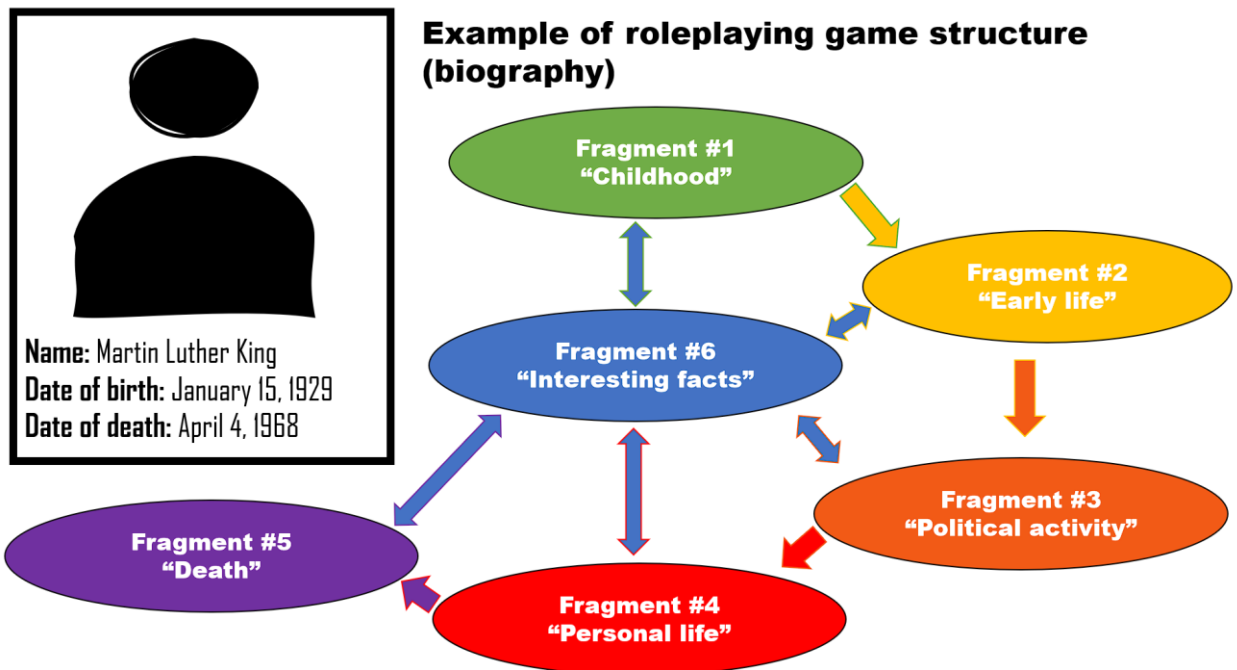 Example of roleplaying game structure
(biography)
Fragment #1
“Childhood”
Fragment #2
“Early life”
Fragment #6
“Interesting facts”
Name: Martin Luther King
Date of birth: January 15, 1929
Date of death: April 4, 1968
Fragment #3
“Political activity”
Fragment #5
“Death”
Fragment #4
“Personal life”